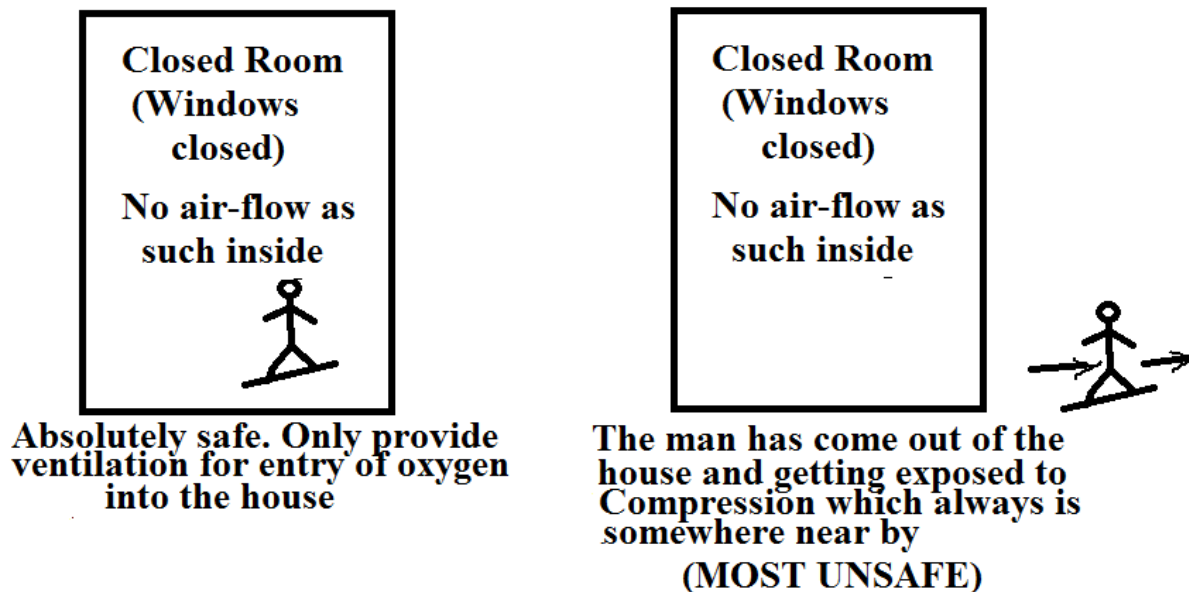 Closed Room
(Windows
closed)
No air-flow as
such inside
Absolutely safe. Only provide
ventilation for entry of oxygen
into the house
Closed Room
(Windows
closed)
No air-flow as
such inside
The man has come out of the
house and getting exposed to
Compression which always is
somewhere near by
(MOST UNSAFE)